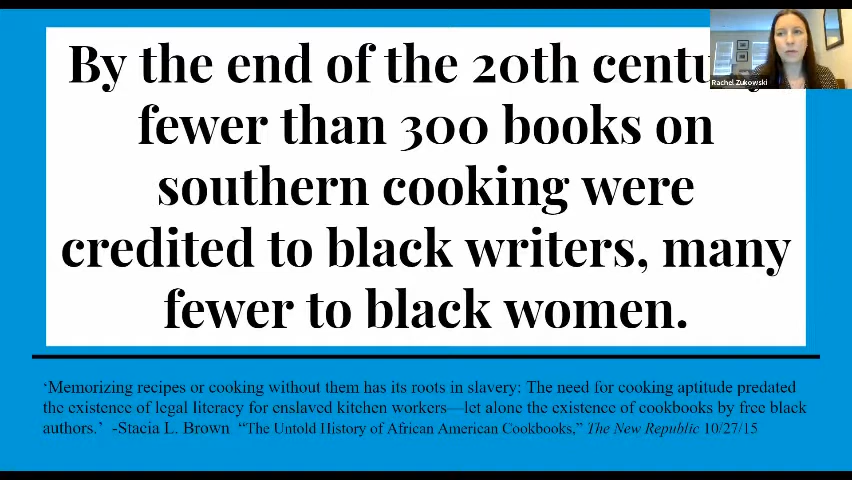 By the end of the 20th
fewer than 300 books on
southern cooking were
credited to black writers, many
fewer to black women.
Rachel Zukowski
‘Memorizing recipes or cooking without them has its roots in slavery: The need for cooking aptitude predated
the existence of legal literacy for enslaved kitchen workers—let alone the existence of cookbooks by free black
authors.’ -Stacia L. Brown “The Untold History of African American Cookbooks,” The New Republic 10/27/15